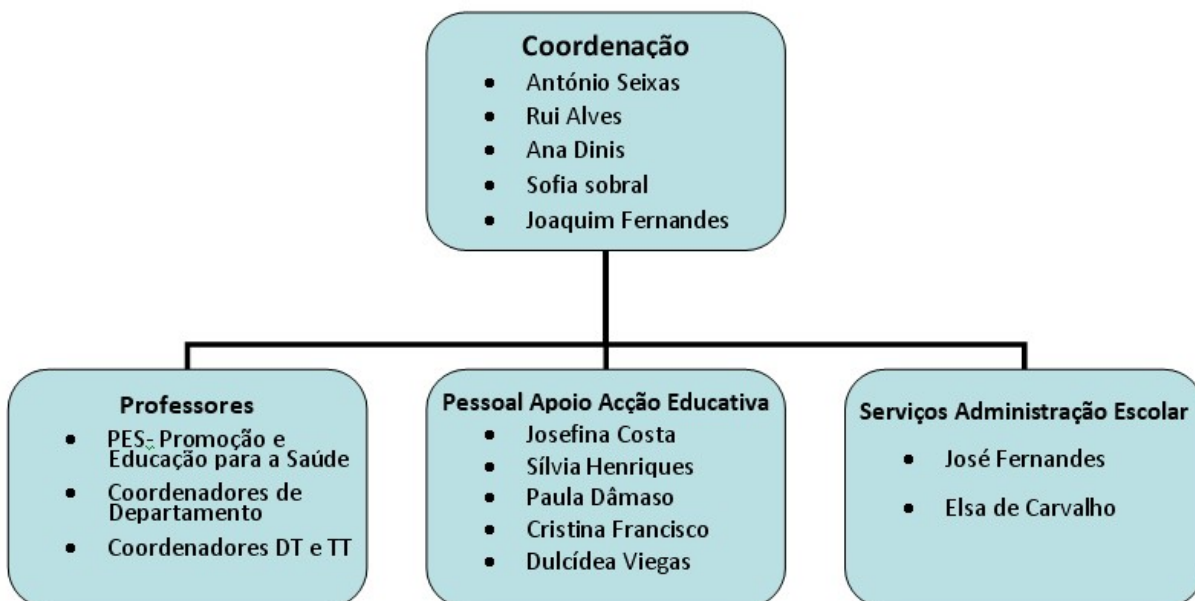 Coordenação
• António Seixas
• Rui Alves
• Ana Dinis
• Sofia sobral
• Joaquim Fernandes
Professores
• PES- Promoção e
Educação para a Saúde
• Coordenadores de
Departamento
• Coordenadores DT e TT
Pessoal Apoio Acção Educativa
• Josefina Costa
• Sílvia Henriques
• Paula Dâmaso
• Cristina Francisco
• Dulcídea Viegas
Serviços Administração Escolar
• José Fernandes
• Elsa de Carvalho